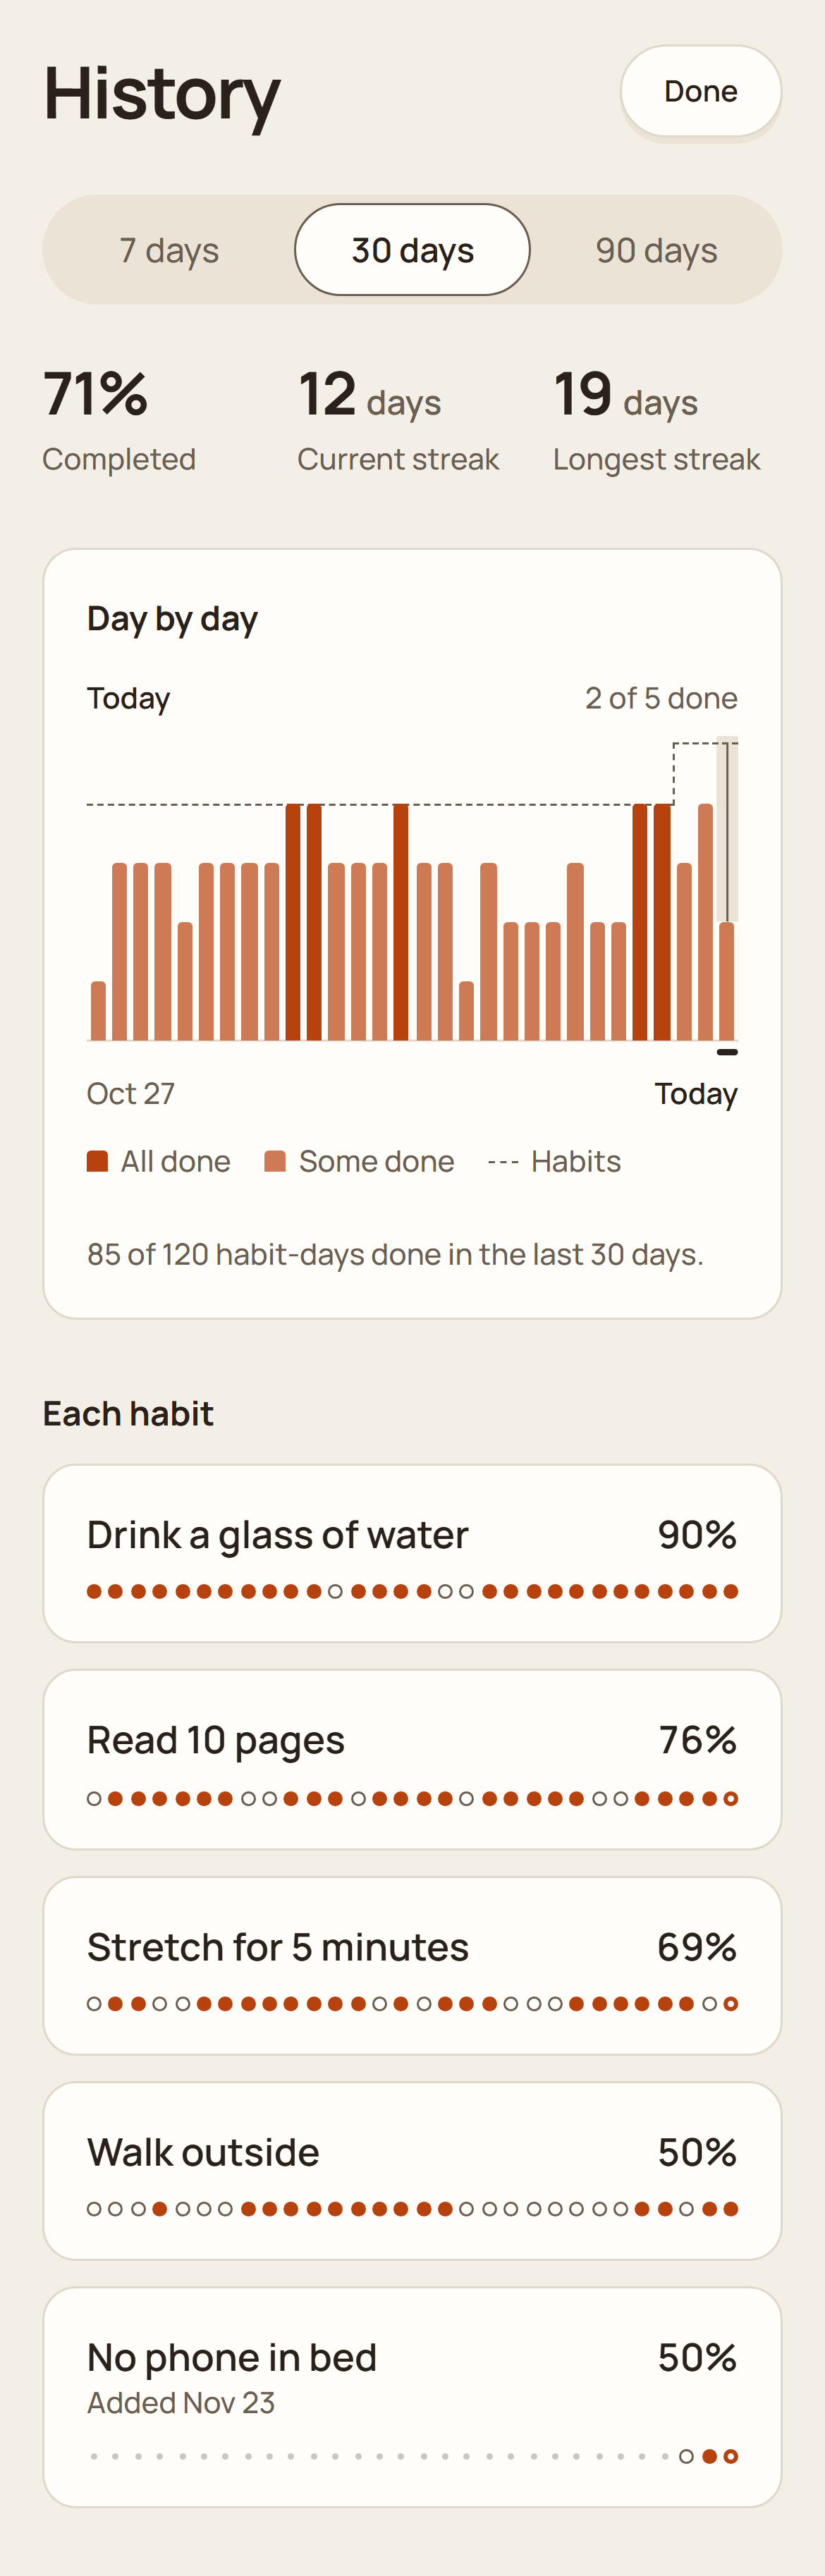 History
Done
7 days
30 days
90 days
71%
12 days
19 days
Completed
Current streak
Longest streak
Day by day
Today
2 of 5 done
Oct 27
Today
All done
Some done
Habits
85 of 120 habit-days done in the last 30 days.
Each habit
Drink a glass of water
90%
Read 10 pages
76%
Stretch for 5 minutes
69%
Walk outside
50%
No phone in bed
50%
Added Nov 23